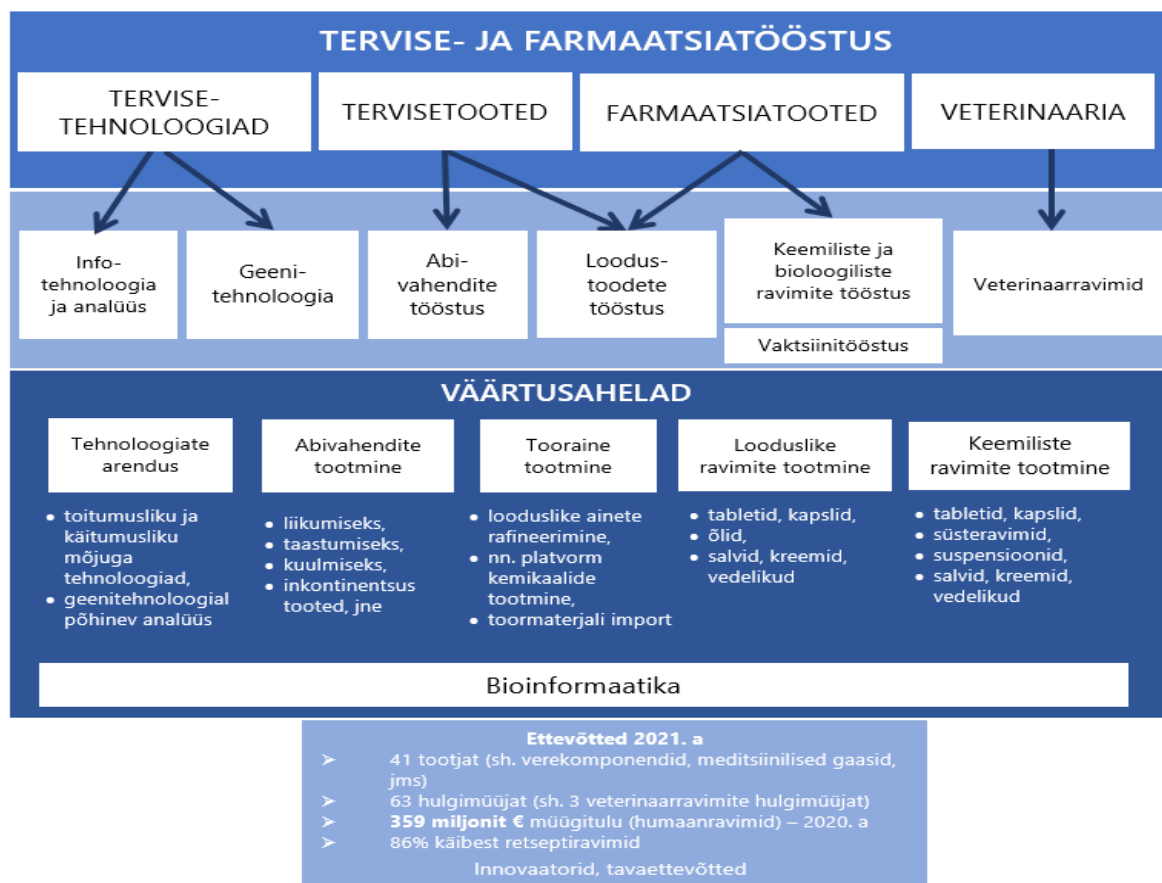 TERVISE- JA FARMAATSIATÖÖSTUS
TERVISE-
TEHNOLOOGIAD
TERVISETOOTED
FARMAATSIATOOTED
VETERINAARIA
Info-
tehnoloogia
ja analüüs
Geeni-
tehnoloogia
Abi-
vahendite
tööstus
Loodus-
toodete
tööstus
Keemiliste ja
bioloogiliste
ravimite tööstus
Vaktsiinitööstus
Veterinaarravimid
VÄÄRTUSAHELAD
Tehnoloogiate
arendus
• toitumusliku ja
käitumusliku
mõjuga
tehnoloogiad,
• geenitehnoloogial
põhinev analüüs
Abivahendite
tootmine
• liikumiseks,
• taastumiseks,
• kuulmiseks,
• inkontinentsus
tooted, jne
Tooraine
tootmine
• looduslike ainete
rafineerimine,
• nn. platvorm
kemikaalide
tootmine,
• toormaterjali import
Looduslike
ravimite tootmine
• tabletid, kapslid,
• õlid,
• salvid, kreemid,
vedelikud
Keemiliste
ravimite tootmine
• tabletid, kapslid,
• süsteravimid,
• suspensioonid,
• salvid, kreemid,
vedelikud
Bioinformaatika
Ettevõtted 2021. a
➢ 41 tootjat (sh. verekomponendid, meditsiinilised gaasid,
jms)
➢ 63 hulgimüüjat (sh. 3 veterinaarravimite hulgimüüjat)
➢ 359 miljonit € müügitulu (humaanravimid) – 2020. a
➢ 86% käibest retseptiravimid
Innovaatorid, tavaettevõtted